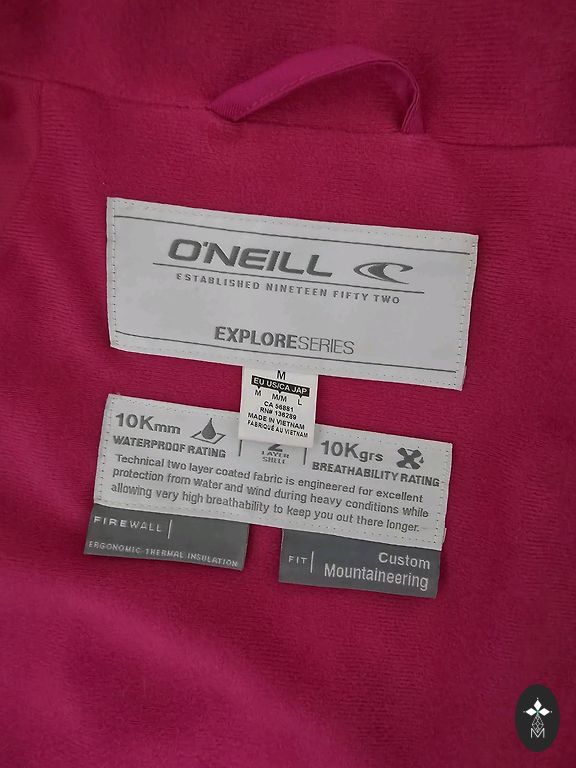 O'NEILL
ESTABLISHED NINETEEN FIFTY TWO
EXPLORESERIES
M
EU US/CA JAP
M M/M L
CA 56881
RN# 136289
MADE IN VIETNAM
FABRIQUÉ AU VIETNAM
10Kmm
WATERPROOF RATING
2
LAYER
SHELL
10Kgrs
BREATHABILITY RATING
Technical two layer coated fabric is engineered for excellent
protection from water and wind during heavy conditions while
allowing very high breathability to keep you out there longer.
FIREWALL
ERGONOMIC THERMAL INSULATION
FIT
Custom
Mountaineering
M